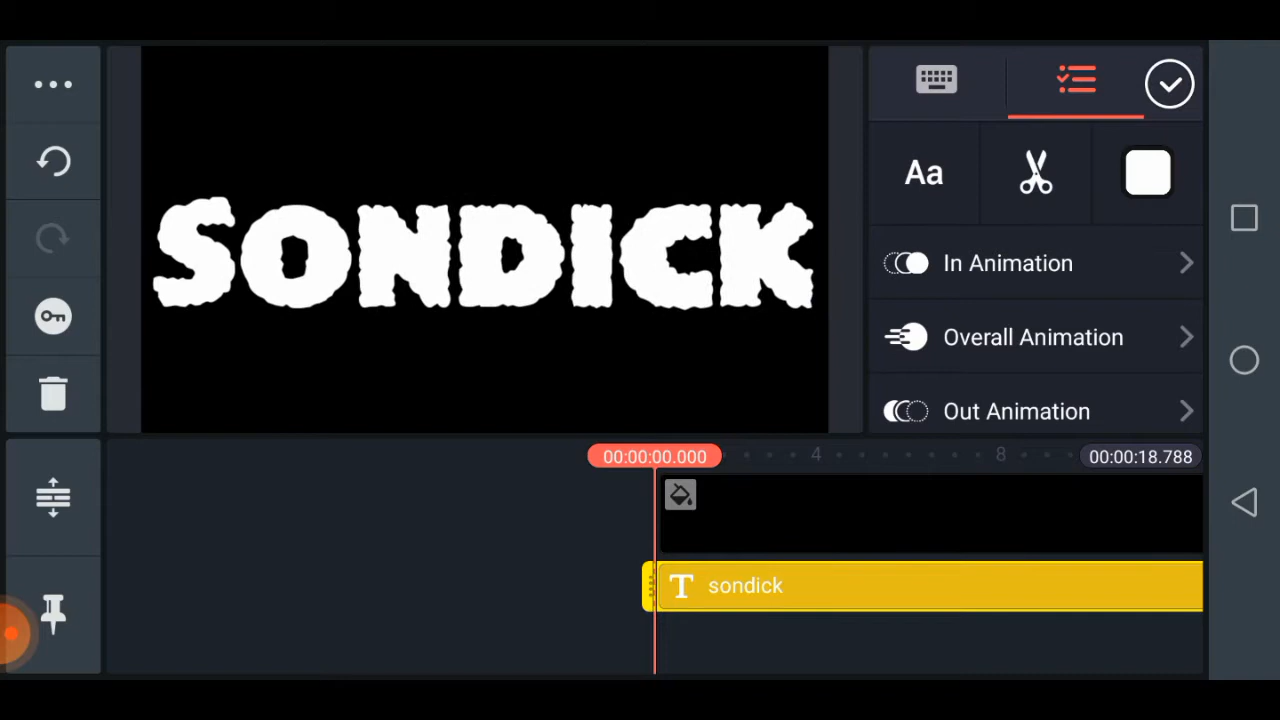 SONDICK
Aa
In Animation
Overall Animation
Out Animation
00:00:00.000
4
8
00:00:18.788
T sondick